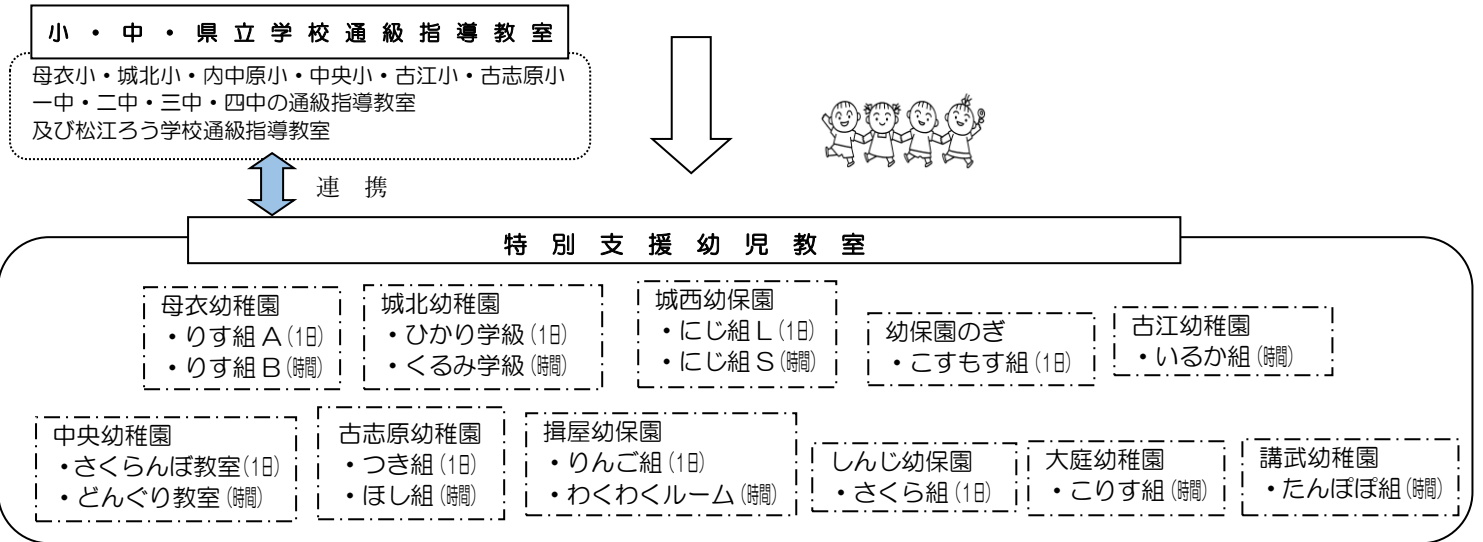 小・中・県立学校通級指導教室
母衣小・城北小・内中原小・中央小・古江小・古志原小
一中・二中・三中・四中の通級指導教室
及び松江ろう学校通級指導教室
連 携
特別支援幼児教室
母衣幼稚園
・りす組A(1日)
・りす組B(時間)
城北幼稚園
・ひかり学級(1日)
・くるみ学級(時間)
城西幼保園
・にじ組L(1日)
・にじ組S(時間)
幼保園のぎ
・こすもす組(1日)
古江幼稚園
・いるか組(時間)
中央幼稚園
・さくらんぼ教室(1日)
・どんぐり教室(時間)
古志原幼稚園
・つき組(1日)
・ほし組(時間)
揖屋幼保園
・りんご組(1日)
・わくわくルーム(時間)
しんじ幼保園
・さくら組(1日)
大庭幼稚園
・こりす組(時間)
講武幼稚園
・たんぽぽ組(時間)